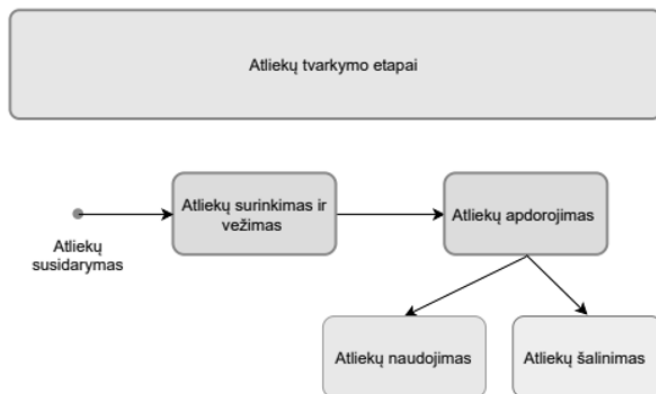 Atliekų tvarkymo etapai
Atliekų surinkimas ir
vežimas
Atliekų apdorojimas
Atliekų
susidarymas
Atliekų naudojimas
Atliekų šalinimas